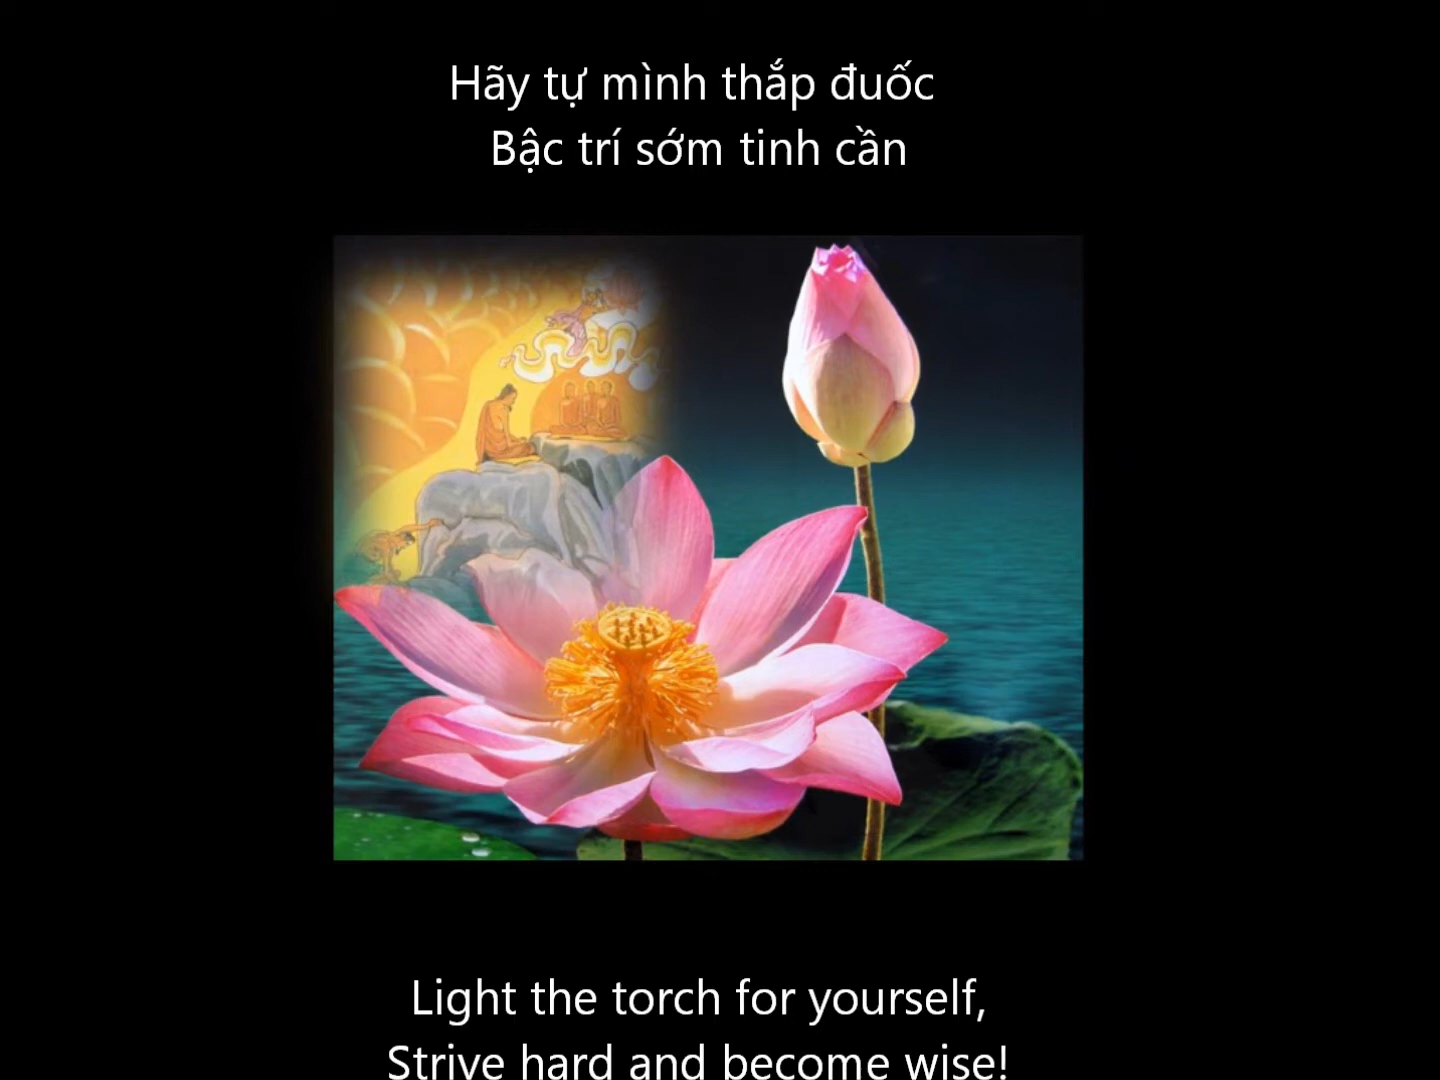 Hãy tự mình thắp đuốc
Bậc trí sớm tinh cần
Light the torch for yourself,
Strive hard and become wise!